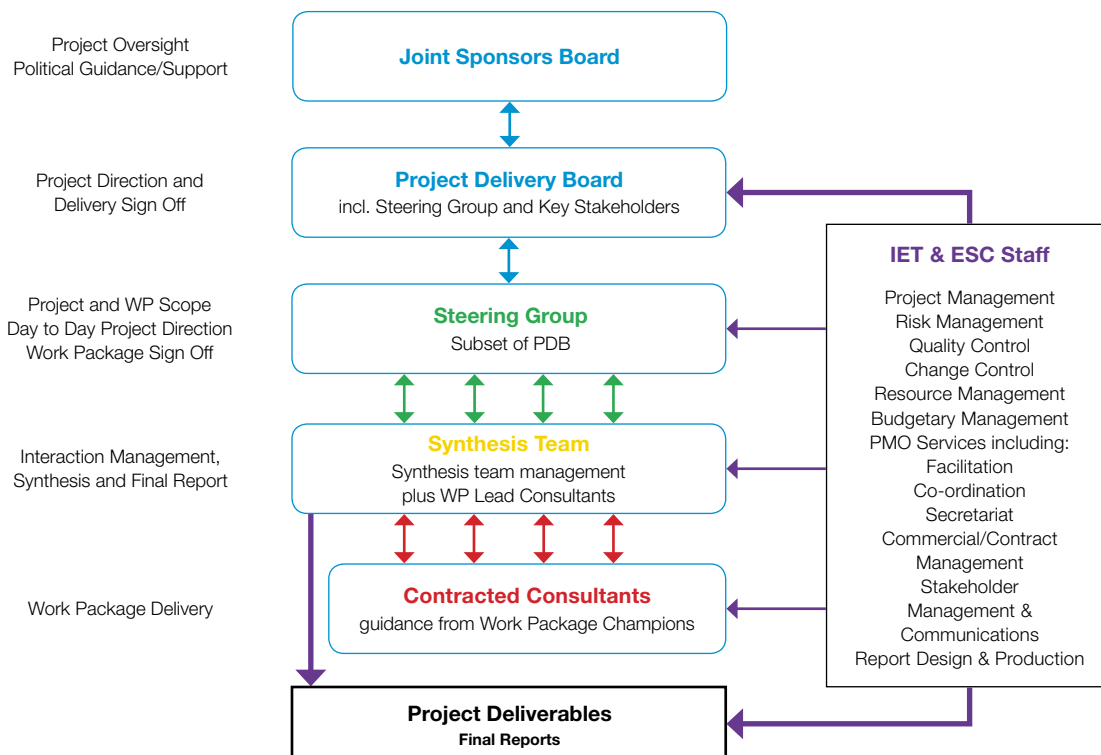 Project Oversight
Political Guidance/Support
Joint Sponsors Board
Project Direction and
Delivery Sign Off
Project Delivery Board
incl. Steering Group and Key Stakeholders
Project and WP Scope
Day to Day Project Direction
Work Package Sign Off
Steering Group
Subset of PDB
Interaction Management,
Synthesis and Final Report
Synthesis Team
Synthesis team management
plus WP Lead Consultants
Work Package Delivery
Contracted Consultants
guidance from Work Package Champions
Project Deliverables
Final Reports
IET & ESC Staff
Project Management
Risk Management
Quality Control
Change Control
Resource Management
Budgetary Management
PMO Services including:
Facilitation
Co-ordination
Secretariat
Commercial/Contract
Management
Stakeholder
Management &
Communications
Report Design & Production